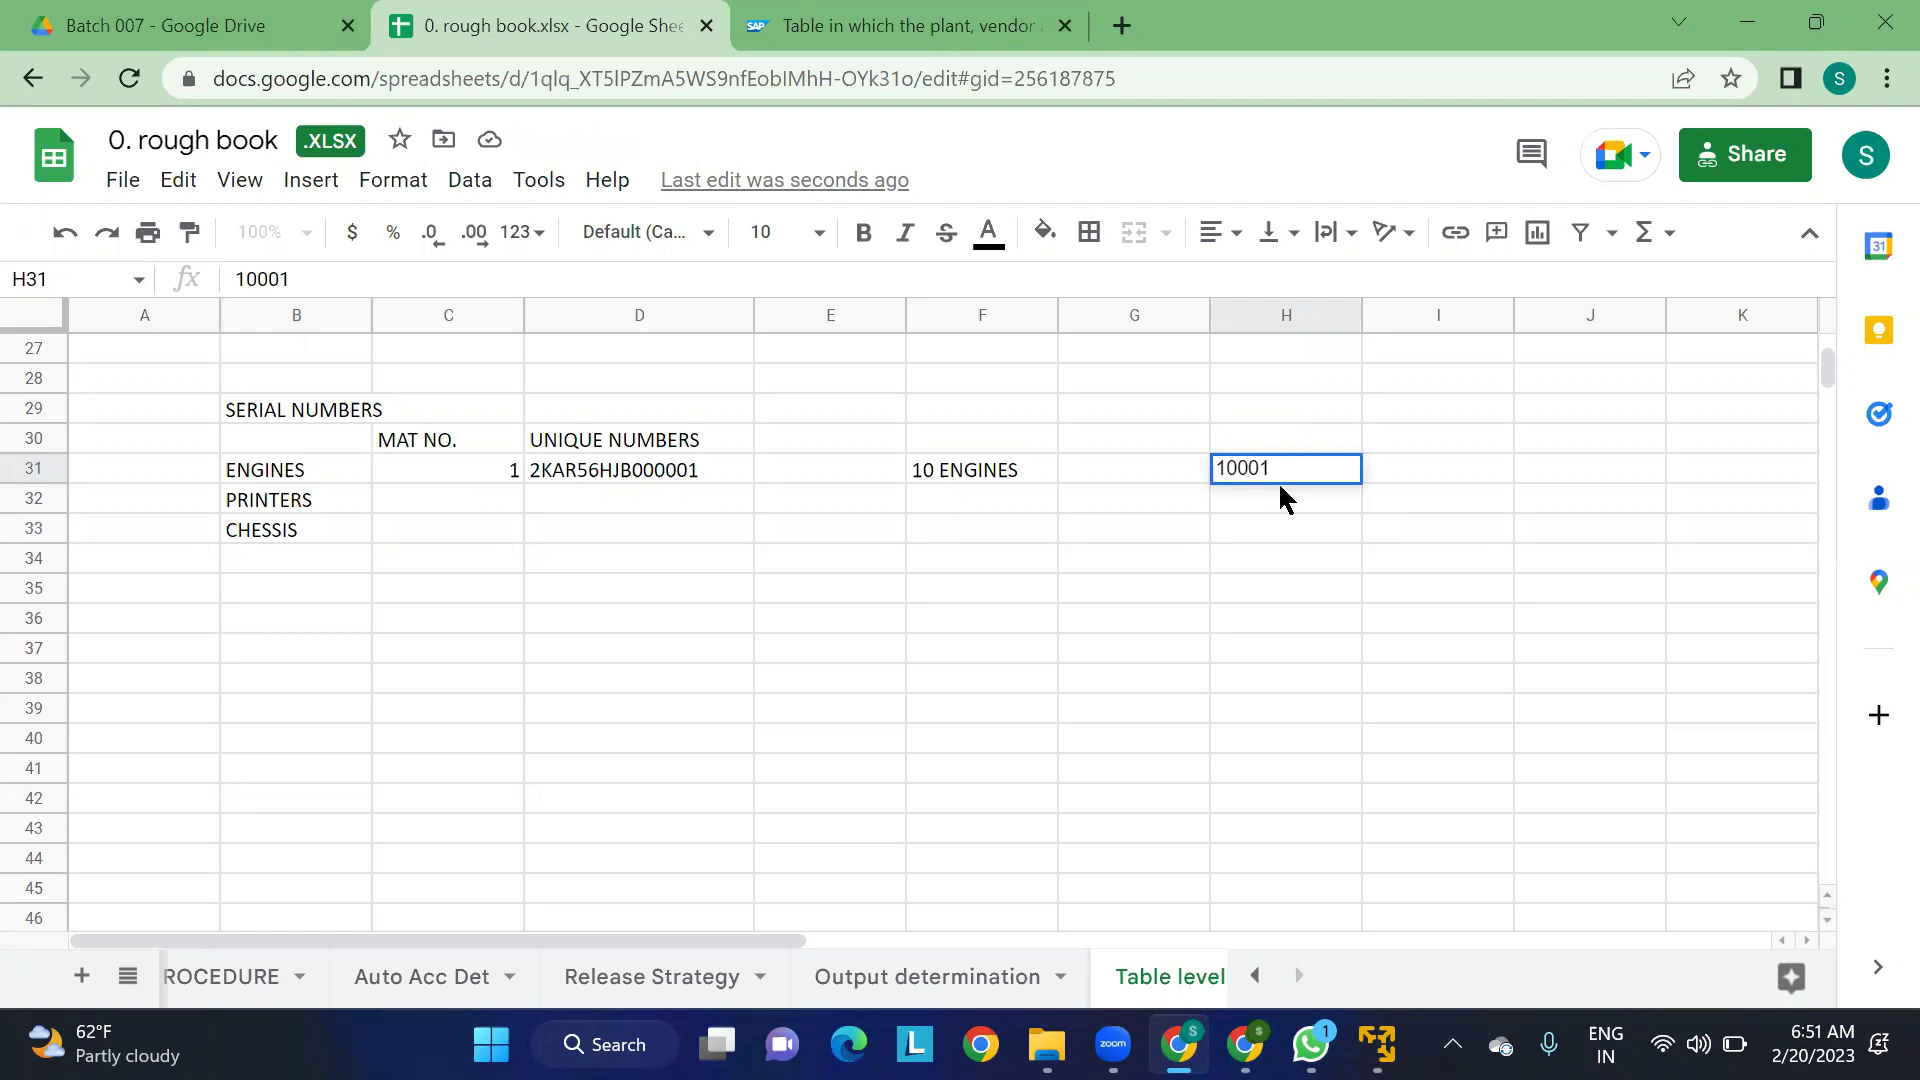 Batch 007 - Google Drive
0. rough book.xlsx - Google Shee
SAP Table in which the plant, vendor
docs.google.com/spreadsheets/d/1qlq_XT5lPZmA5WS9nfEoblMhH-OYk31o/edit#gid=256187875
S
0. rough book .XLSX
Share
S
File Edit View Insert Format Data Tools Help Last edit was seconds ago
100% $ % .0 .00 123 Default (Ca... 10 B I S A
31
H31 fx 10001
A B C D E F G H I J K
27
28
29 SERIAL NUMBERS
30 MAT NO. UNIQUE NUMBERS
31 ENGINES 1 2KAR56HJB000001 10 ENGINES 10001
32 PRINTERS
33 CHESSIS
34
35
36
37
38
39
40
41
42
43
44
45
46
ROCEDURE Auto Acc Det Release Strategy Output determination Table level
62°F
Partly cloudy
Search
L
zoom
S
S
1
ENG
IN
6:51 AM
2/20/2023